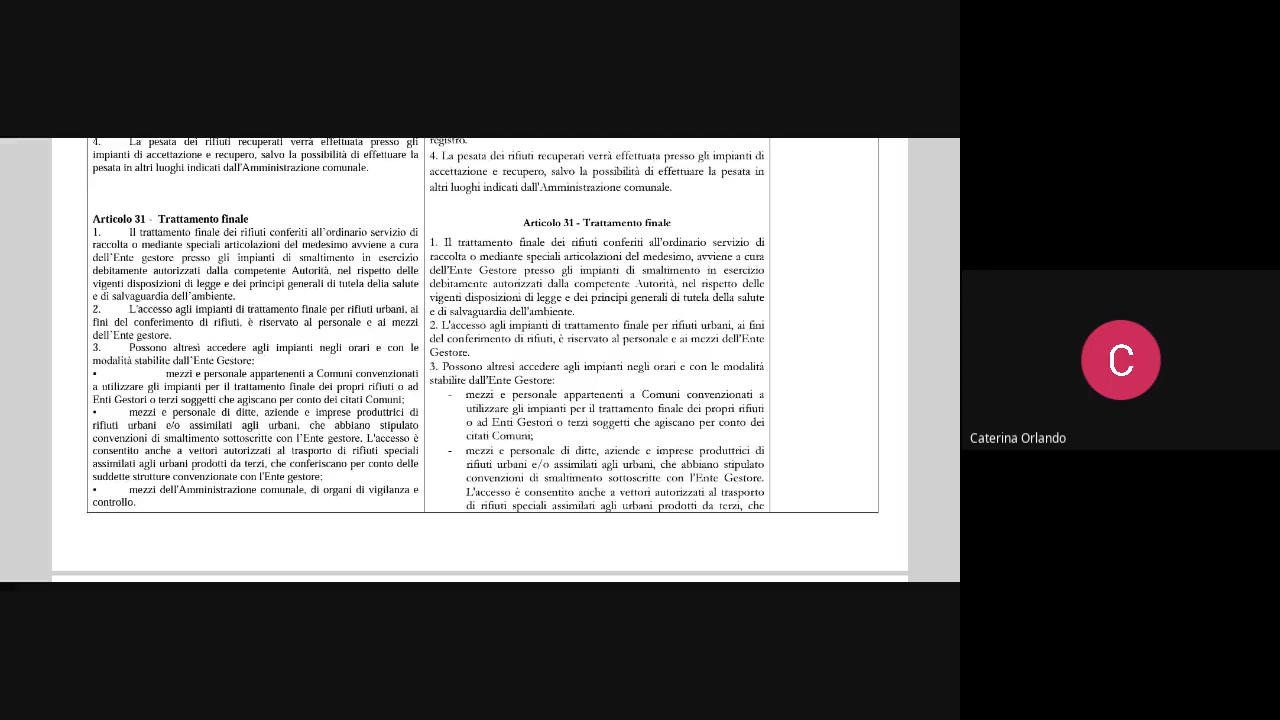 4. La pesata dei rifiuti recuperati verrà effettuata presso gli
impianti di accettazione e recupero, salvo la possibilità di effettuare la
pesata in altri luoghi indicati dall'Amministrazione comunale.
Articolo 31 - Trattamento finale
1. Il trattamento finale dei rifiuti conferiti all’ordinario servizio di
raccolta o mediante speciali articolazioni del medesimo avviene a cura
dell’Ente gestore presso gli impianti di smaltimento in esercizio
debitamente autorizzati dalla competente Autorità, nel rispetto delle
vigenti disposizioni di legge e dei principi generali di tutela delia salute
e di salvaguardia dell’ambiente.
2. L'accesso agli impianti di trattamento finale per rifiuti urbani, ai
fini del conferimento di rifiuti, è riservato al personale e ai mezzi
dell’Ente gestore.
3. Possono altresì accedere agli impianti negli orari e con le
modalità stabilite dall’Ente Gestore:
• mezzi e personale appartenenti a Comuni convenzionati
a utilizzare gli impianti per il trattamento finale dei propri rifiuti o ad
Enti Gestori o terzi soggetti che agiscano per conto dei citati Comuni;
• mezzi e personale di ditte, aziende e imprese produttrici di
rifiuti urbani e/o assimilati agli urbani, che abbiano stipulato
convenzioni di smaltimento sottoscritte con l’Ente gestore. L'accesso è
consentito anche a vettori autorizzati al trasporto di rifiuti speciali
assimilati agli urbani prodotti da terzi, che conferiscano per conto delle
suddette strutture convenzionate con l'Ente gestore;
• mezzi dell'Amministrazione comunale, di organi di vigilanza e
controllo.
registro.
4. La pesata dei rifiuti recuperati verrà effettuata presso gli impianti di
accettazione e recupero, salvo la possibilità di effettuare la pesata in
altri luoghi indicati dall'Amministrazione comunale.
Articolo 31 - Trattamento finale
1. Il trattamento finale dei rifiuti conferiti all’ordinario servizio di
raccolta o mediante speciali articolazioni del medesimo, avviene a cura
dell’Ente Gestore presso gli impianti di smaltimento in esercizio
debitamente autorizzati dalla competente Autorità, nel rispetto delle
vigenti disposizioni di legge e dei principi generali di tutela della salute
e di salvaguardia dell'ambiente.
2. L'accesso agli impianti di trattamento finale per rifiuti urbani, ai fini
del conferimento di rifiuti, è riservato al personale e ai mezzi dell’Ente
Gestore.
3. Possono altresì accedere agli impianti negli orari e con le modalità
stabilite dall’Ente Gestore:
- mezzi e personale appartenenti a Comuni convenzionati a
utilizzare gli impianti per il trattamento finale dei propri rifiuti
o ad Enti Gestori o terzi soggetti che agiscano per conto dei
citati Comuni;
- mezzi e personale di ditte, aziende e imprese produttrici di
rifiuti urbani e/o assimilati agli urbani, che abbiano stipulato
convenzioni di smaltimento sottoscritte con l'Ente Gestore.
L'accesso è consentito anche a vettori autorizzati al trasporto
di rifiuti speciali assimilati agli urbani prodotti da terzi, che
C
Caterina Orlando